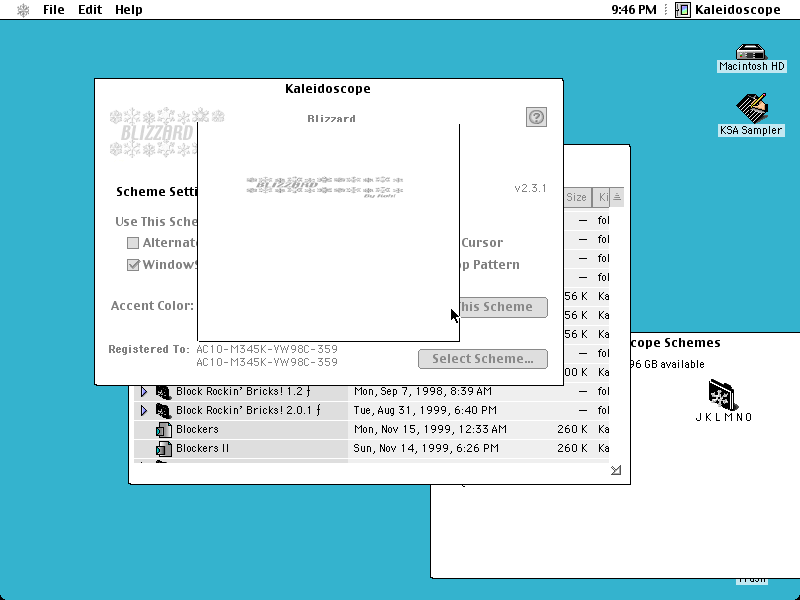 File Edit Help
9:46 PM
Kaleidoscope
Macintosh HD
KSA Sampler
Kaleidoscope
BLIZZARD
Blizzard
BLIZZARD
v2.3.1
Scheme Setti
Use This Sche
Alternat
Cursor
Window
op Pattern
Accent Color:
This Scheme
Registered To:
AC10-M345K-VW98C-359
AC10-M345K-VW98C-359
Select Scheme...
Size Ki
— fol
— fol
— fol
— fol
56 K Ka
56 K Ka
56 K Ka
— fol
00 K Ka
Block Rockin' Bricks! 1.2 ƒ Mon, Sep 7, 1998, 8:39 AM — fol
Block Rockin' Bricks! 2.0.1 ƒ Tue, Aug 31, 1999, 6:40 PM — fol
Blockers Mon, Nov 15, 1999, 12:33 AM 260 K Ka
Blockers II Sun, Nov 14, 1999, 6:26 PM 260 K Ka
cope Schemes
96 GB available
J K L M N O
Trash